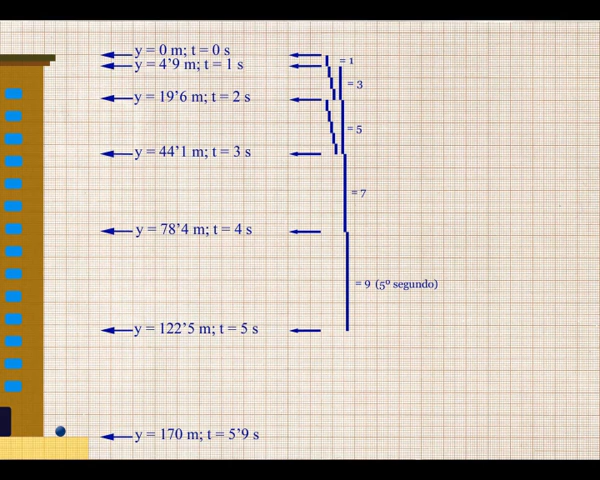 y = 0 m; t = 0 s
y = 4'9 m; t = 1 s
= 1
= 3
y = 19'6 m; t = 2 s
= 5
y = 44'1 m; t = 3 s
= 7
y = 78'4 m; t = 4 s
= 9 (5º segundo)
y = 122'5 m; t = 5 s
y = 170 m; t = 5'9 s